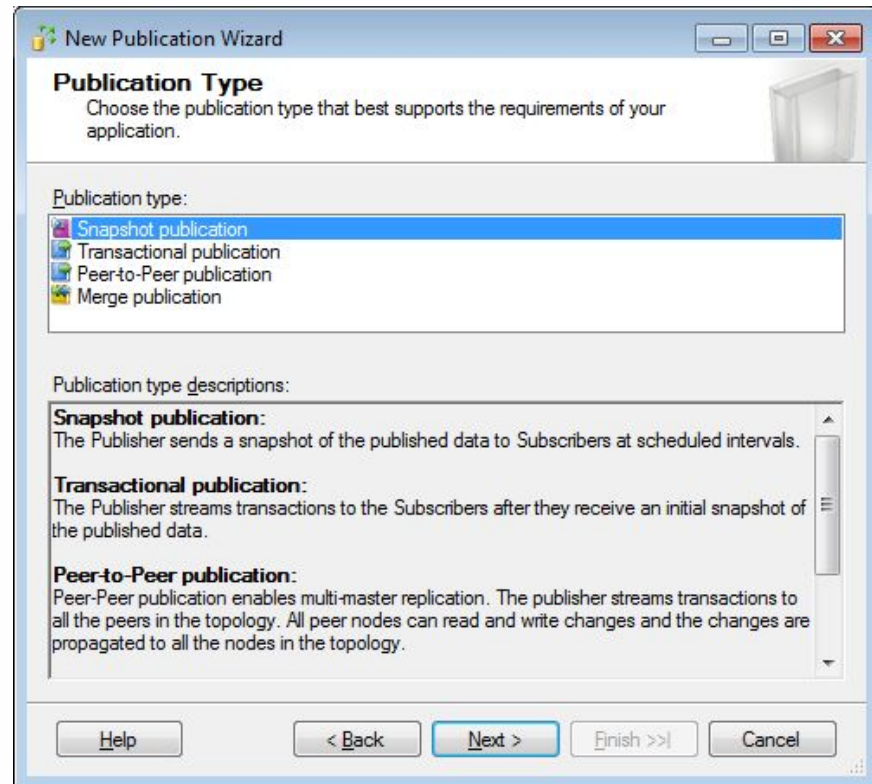 New Publication Wizard
Publication Type
Choose the publication type that best supports the requirements of your
application.
Publication type:
Snapshot publication
Transactional publication
Peer-to-Peer publication
Merge publication
Publication type descriptions:
Snapshot publication:
The Publisher sends a snapshot of the published data to Subscribers at scheduled intervals.
Transactional publication:
The Publisher streams transactions to the Subscribers after they receive an initial snapshot of
the published data.
Peer-to-Peer publication:
Peer-Peer publication enables multi-master replication. The publisher streams transactions to
all the peers in the topology. All peer nodes can read and write changes and the changes are
propagated to all the nodes in the topology.
Help
< Back
Next >
Finish >>|
Cancel